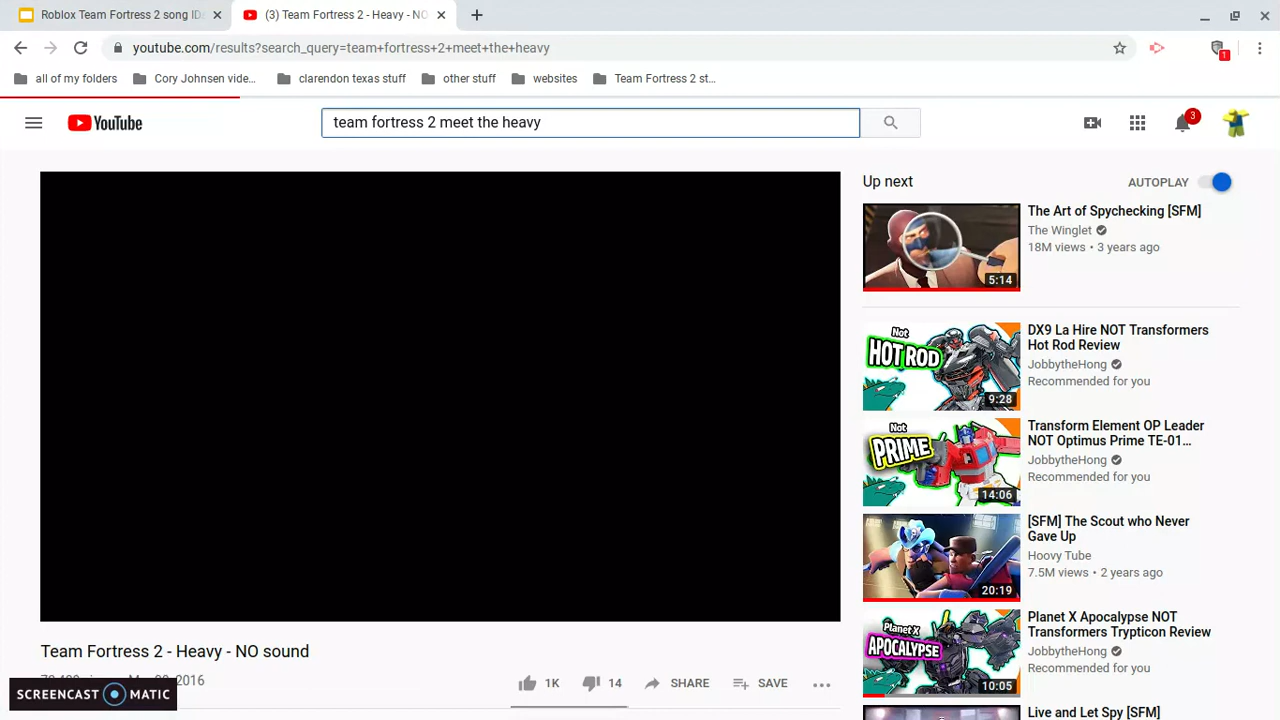 Roblox Team Fortress 2 song IDs
(3) Team Fortress 2 - Heavy - NO
youtube.com/results?search_query=team+fortress+2+meet+the+heavy
1
all of my folders
Cory Johnsen vide...
clarendon texas stuff
other stuff
websites
Team Fortress 2 st...
YouTube
team fortress 2 meet the heavy
3
Up next
AUTOPLAY
The Art of Spychecking [SFM]
The Winglet
18M views • 3 years ago
5:14
Not
HOT ROD
9:28
DX9 La Hire NOT Transformers
Hot Rod Review
JobbytheHong
Recommended for you
Not
PRIME
14:06
Transform Element OP Leader
NOT Optimus Prime TE-01...
JobbytheHong
Recommended for you
20:19
[SFM] The Scout who Never
Gave Up
Hoovy Tube
7.5M views • 2 years ago
Planet X
APOCALYPSE
10:05
Planet X Apocalypse NOT
Transformers Trypticon Review
JobbytheHong
Recommended for you
Live and Let Spy [SFM]
Team Fortress 2 - Heavy - NO sound
2016
1K
14
SHARE
SAVE
SCREENCAST MATIC